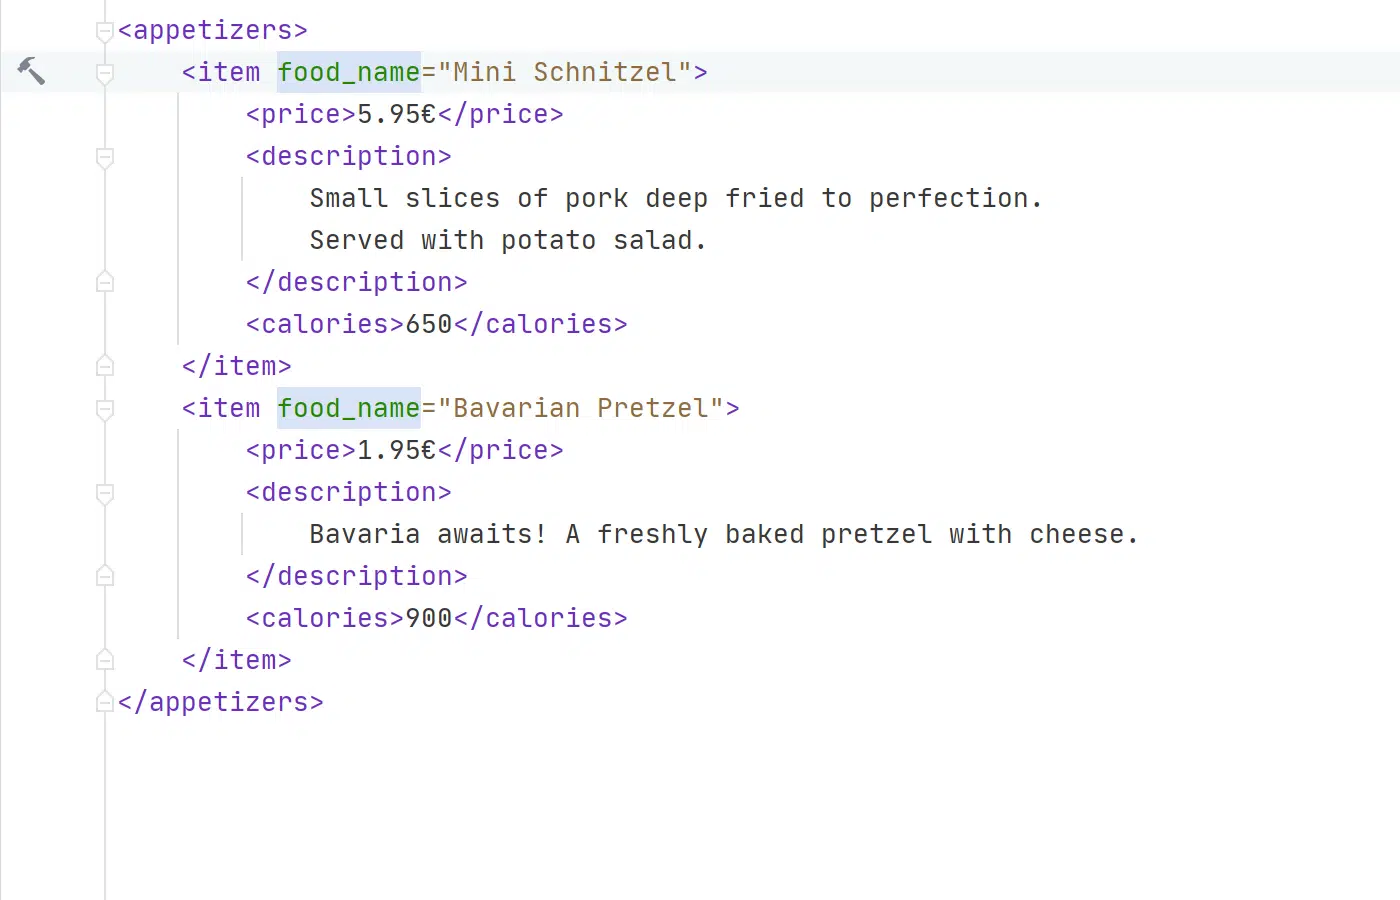 <appetizers>
    <item food_name="Mini Schnitzel">
        <price>5.95€</price>
        <description>
            Small slices of pork deep fried to perfection.
            Served with potato salad.
        </description>
        <calories>650</calories>
    </item>
    <item food_name="Bavarian Pretzel">
        <price>1.95€</price>
        <description>
            Bavaria awaits! A freshly baked pretzel with cheese.
        </description>
        <calories>900</calories>
    </item>
</appetizers>